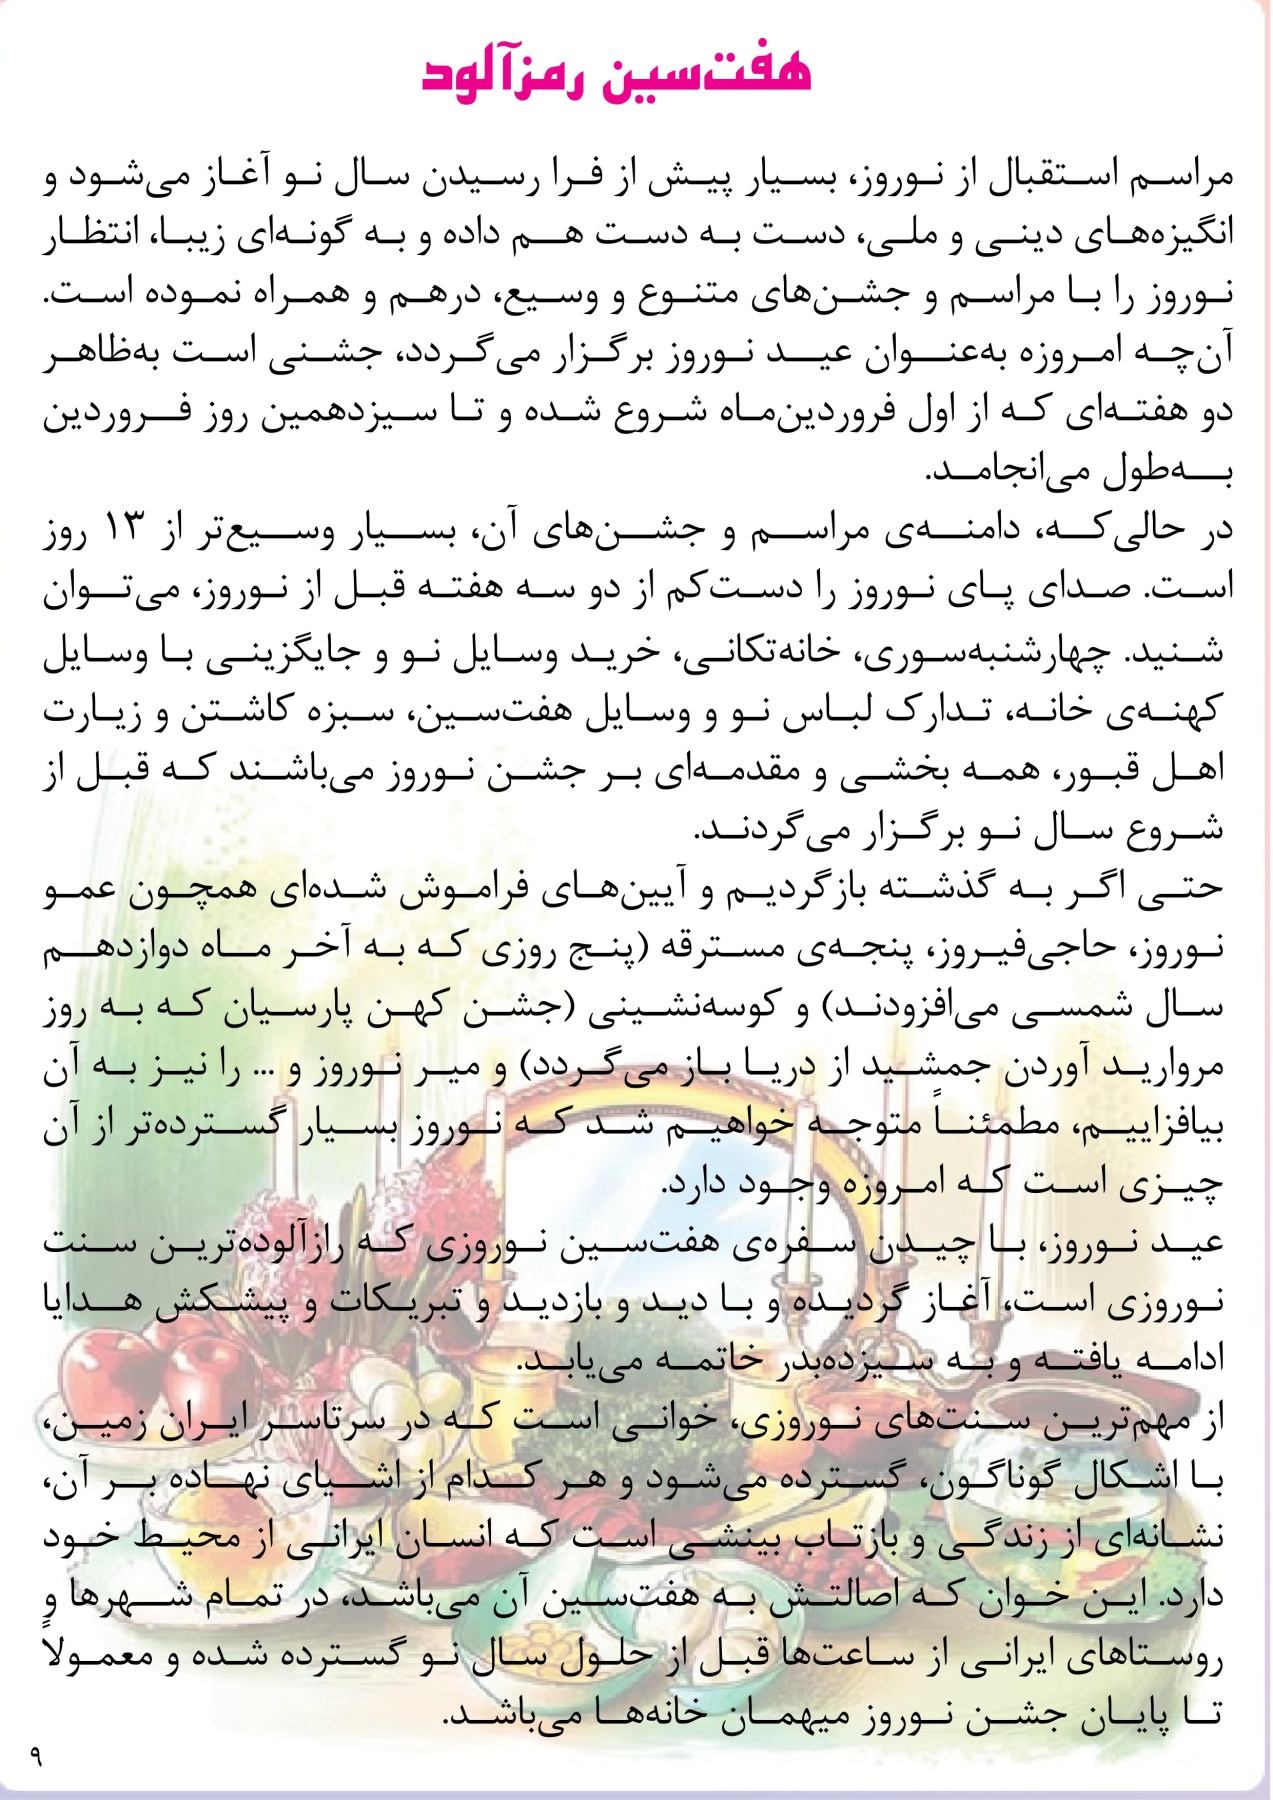 هفت‌سین رمزآلود
مراسم استقبال از نوروز، بسیار پیش از فرا رسیدن سال نو آغاز می‌شود و
انگیزه‌های دینی و ملی، دست به دست هم داده و به گونه‌ای زیبا، انتظار
نوروز را با مراسم و جشن‌های متنوع و وسیع، درهم و همراه نموده است.
آن‌چه امروزه به‌عنوان عید نوروز برگزار می‌گردد، جشنی است به‌ظاهر
دو هفته‌ای که از اول فروردین‌ماه شروع شده و تا سیزدهمین روز فروردین
به‌طول می‌انجامد.
در حالی‌که، دامنه‌ی مراسم و جشن‌های آن، بسیار وسیع‌تر از ۱۳ روز
است. صدای پای نوروز را دست‌کم از دو سه هفته قبل از نوروز، می‌توان
شنید. چهارشنبه‌سوری، خانه‌تکانی، خرید وسایل نو و جایگزینی با وسایل
کهنه‌ی خانه، تدارک لباس نو و وسایل هفت‌سین، سبزه کاشتن و زیارت
اهل قبور، همه بخشی و مقدمه‌ای بر جشن نوروز می‌باشند که قبل از
شروع سال نو برگزار می‌گردند.
حتی اگر به گذشته بازگردیم و آیین‌های فراموش شده‌ای همچون عمو
نوروز، حاجی‌فیروز، پنجه‌ی مسترقه (پنج روزی که به آخر ماه دوازدهم
سال شمسی می‌افزودند) و کوسه‌نشینی (جشن کهن پارسیان که به روز
مروارید آوردن جمشید از دریا باز می‌گردد) و میر نوروز و ... را نیز به آن
بیافزاییم، مطمئناً متوجه خواهیم شد که نوروز بسیار گسترده‌تر از آن
چیزی است که امروزه وجود دارد.
عید نوروز، با چیدن سفره‌ی هفت‌سین نوروزی که رازآلوده‌ترین سنت
نوروزی است، آغاز گردیده و با دید و بازدید و تبریکات و پیشکش هدایا
ادامه یافته و به سیزده‌بدر خاتمه می‌یابد.
از مهم‌ترین سنت‌های نوروزی، خوانی است که در سرتاسر ایران زمین،
با اشکال گوناگون، گسترده می‌شود و هر کدام از اشیای نهاده بر آن،
نشانه‌ای از زندگی و بازتاب بینشی است که انسان ایرانی از محیط خود
دارد. این خوان که اصالتش به هفت‌سین آن می‌باشد، در تمام شهرها و
روستاهای ایرانی از ساعت‌ها قبل از حلول سال نو گسترده شده و معمولاً
تا پایان جشن نوروز میهمان خانه‌ها می‌باشد.
۹